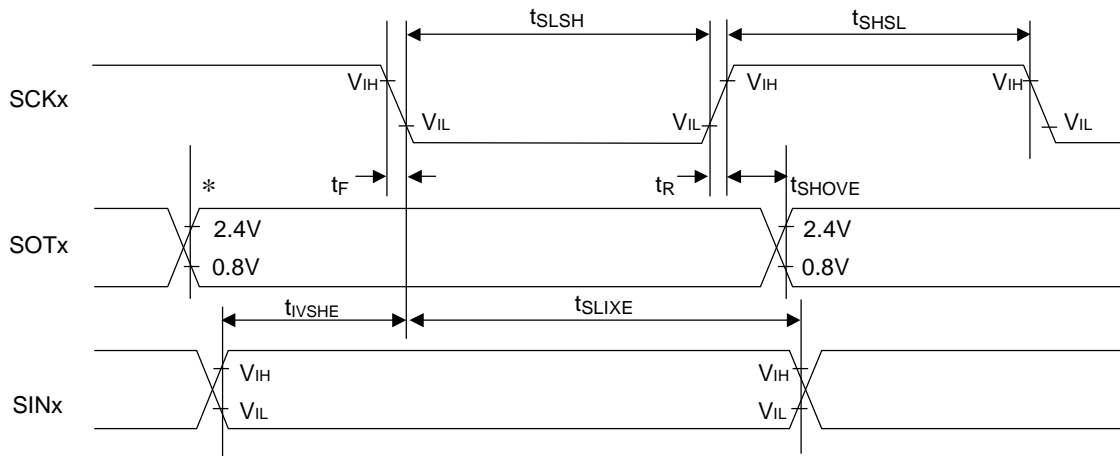 tSLSH
tSHSL
SCKx
VIH
VIL
VIL
VIH
VIH
VIL
tF
tR
tSHOVE
*
SOTx
2.4V
0.8V
2.4V
0.8V
tIVSHE
tSLIXE
SINx
VIH
VIL
VIH
VIL